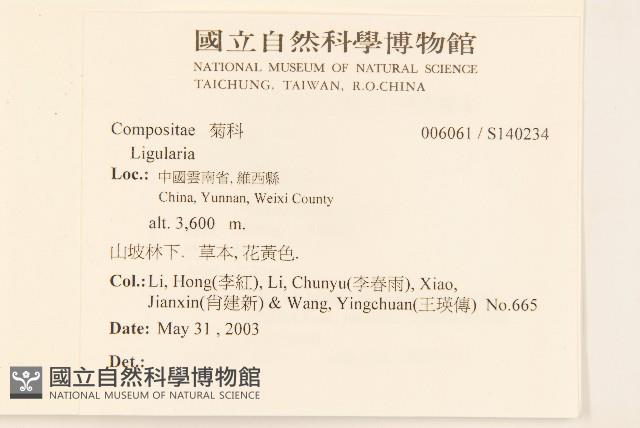 國立自然科學博物館
NATIONAL MUSEUM OF NATURAL SCIENCE
TAICHUNG. TAIWAN, R.O.CHINA
Compositae 菊科 006061 / S140234
Ligularia
Loc.: 中國雲南省, 維西縣
China, Yunnan, Weixi County
alt. 3,600 m.
山坡林下. 草本, 花黃色.
Col.: Li, Hong(李紅), Li, Chunyu(李春雨), Xiao,
Jianxin(肖建新) & Wang, Yingchuan(王瑛傳) No.665
Date: May 31 , 2003
Det.:
國立自然科學博物館
NATIONAL MUSEUM OF NATURAL SCIENCE